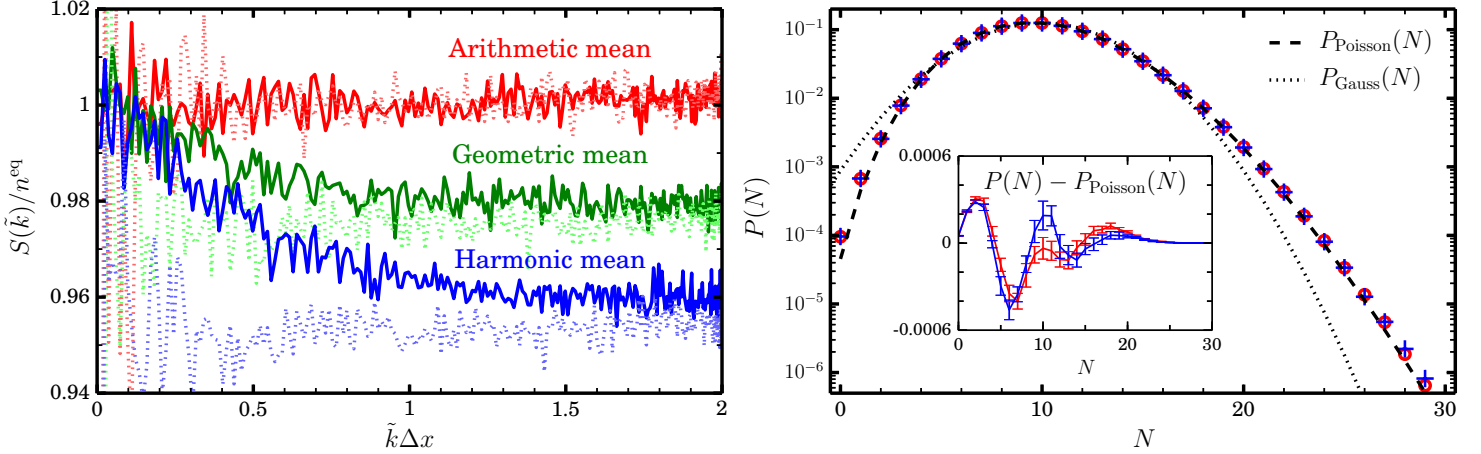 1.02
1
0.98
0.96
0.94
S(k̃)/n^eq
Arithmetic mean
Geometric mean
Harmonic mean
0 0.5 1 1.5 2
k̃Δx
10^-1
10^-2
10^-3
10^-4
10^-5
10^-6
P(N)
P_Poisson(N)
P_Gauss(N)
0.0006
0
-0.0006
P(N) − P_Poisson(N)
0 10 20 30
N
0 10 20 30
N